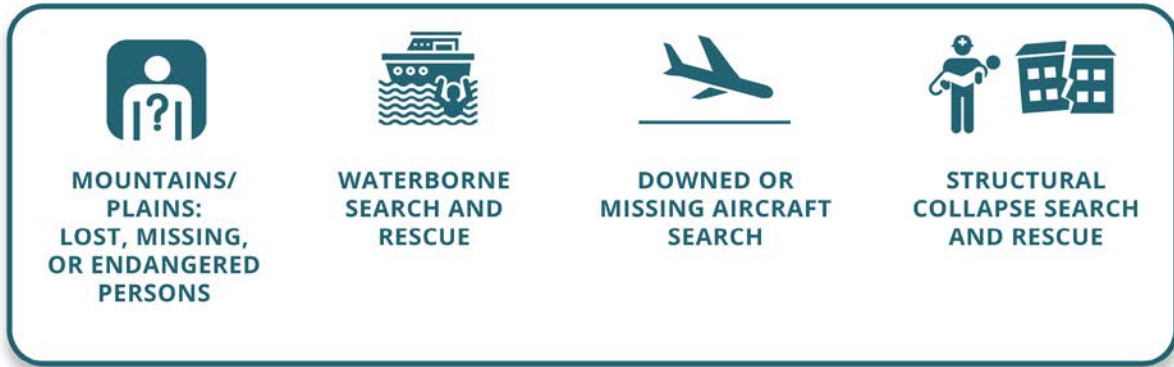 MOUNTAINS/
PLAINS:
LOST, MISSING,
OR ENDANGERED
PERSONS
WATERBORNE
SEARCH AND
RESCUE
DOWNED OR
MISSING AIRCRAFT
SEARCH
STRUCTURAL
COLLAPSE SEARCH
AND RESCUE